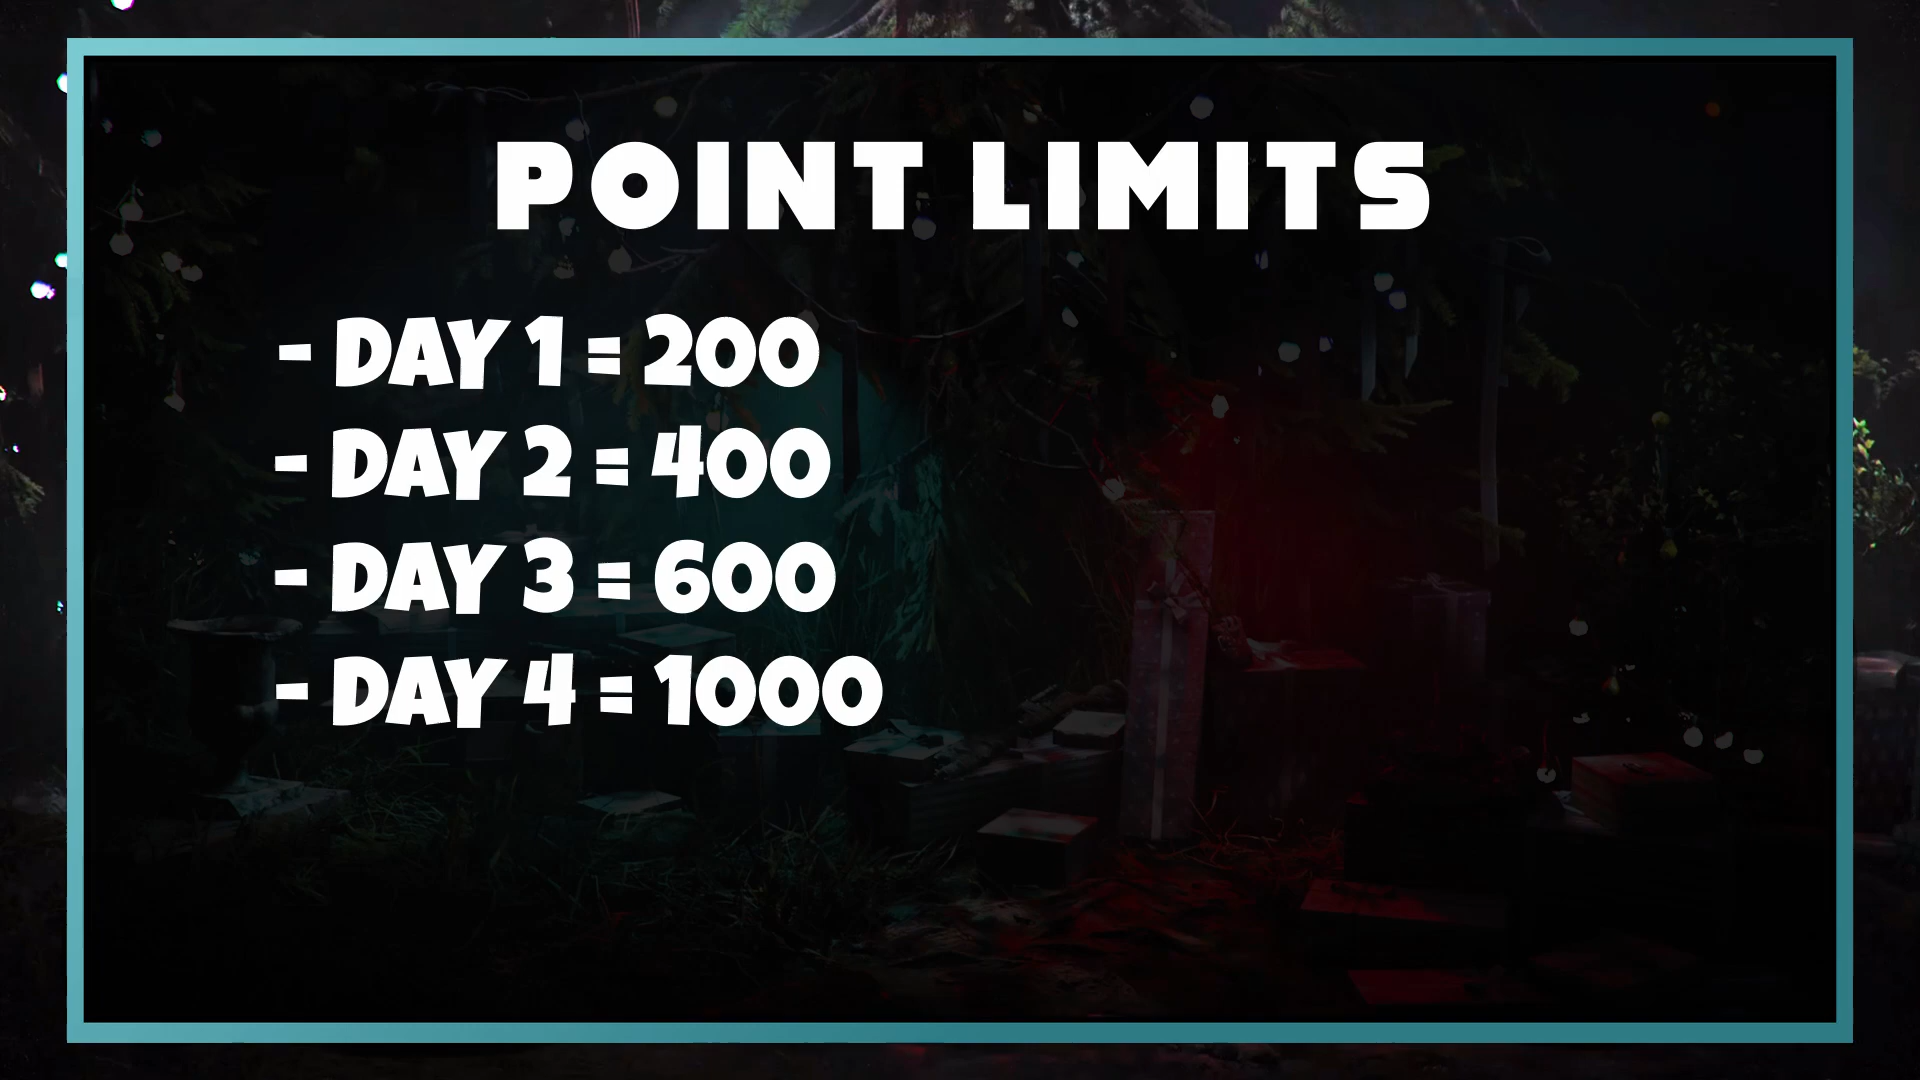 POINT LIMITS
- DAY 1 = 200
- DAY 2 = 400
- DAY 3 = 600
- DAY 4 = 1000